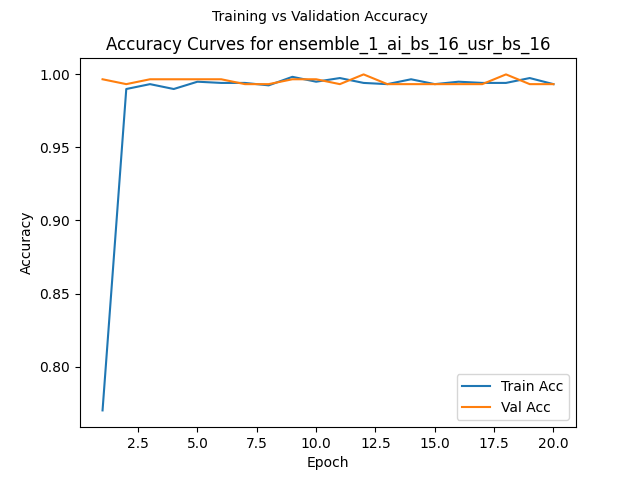 Training vs Validation Accuracy
Accuracy Curves for ensemble_1_ai_bs_16_usr_bs_16
1.00
0.95
0.90
0.85
0.80
Accuracy
2.5 5.0 7.5 10.0 12.5 15.0 17.5 20.0
Epoch
Train Acc
Val Acc